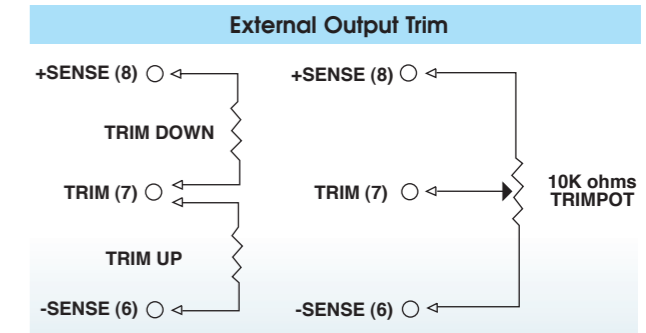 External Output Trim
+SENSE (8)
TRIM DOWN
TRIM (7)
TRIM UP
-SENSE (6)
+SENSE (8)
TRIM (7)
10K ohms
TRIMPOT
-SENSE (6)